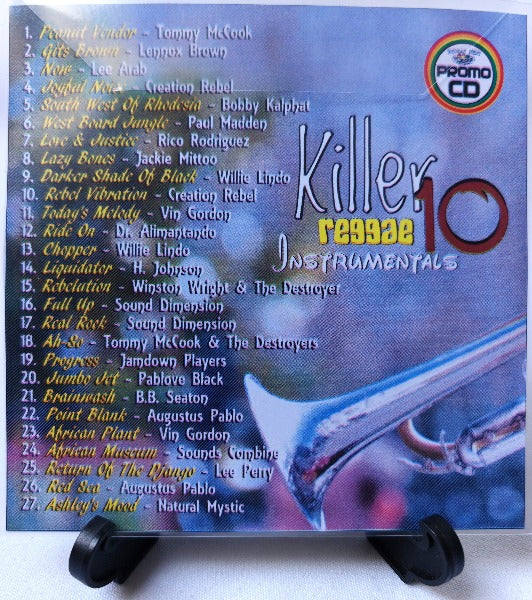 1. Peanut Vendor - Tommy McCook
2. Gits Brown - Lennox Brown
3. Now - Lee Arab
4. Joyful Noise - Creation Rebel
5. South West Of Rhodesia - Bobby Kalphat
6. West Board Jungle - Paul Madden
7. Love & Justice - Rico Rodriguez
8. Lazy Bones - Jackie Mittoo
9. Darker Shade Of Black - Willie Lindo
10. Rebel Vibration - Creation Rebel
11. Today's Melody - Vin Gordon
12. Ride On - Dr. Alimantando
13. Chopper - Willie Lindo
14. Liquidator - H. Johnson
15. Rebelution - Winston Wright & The Destroyer
16. Full Up - Sound Dimension
17. Real Rock - Sound Dimension
18. Ah-So - Tommy McCook & The Destroyers
19. Progress - Jamdown Players
20. Jumbo Jet - Pablove Black
21. Brainwash - B.B. Seaton
22. Point Blank - Augustus Pablo
23. African Plant - Vin Gordon
24. African Museum - Sounds Combine
25. Return Of The Django - Lee Perry
26. Red Sea - Augustus Pablo
27. Ashley's Mood - Natural Mystic
PROMO
CD
Killer
reggae 10
Instrumentals